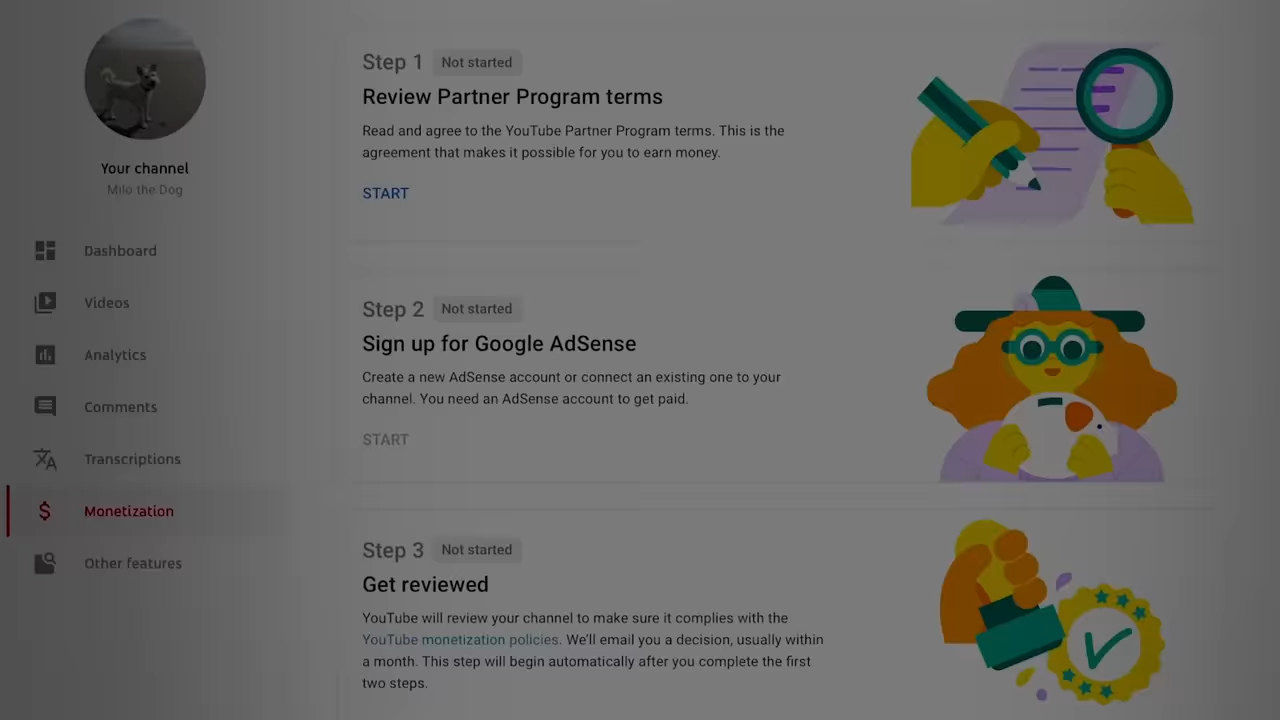 Your channel
Milo the Dog
Dashboard
Videos
Analytics
Comments
Transcriptions
Monetization
Other features
Step 1 Not started
Review Partner Program terms
Read and agree to the YouTube Partner Program terms. This is the
agreement that makes it possible for you to earn money.
START
Step 2 Not started
Sign up for Google AdSense
Create a new AdSense account or connect an existing one to your
channel. You need an AdSense account to get paid.
START
Step 3 Not started
Get reviewed
YouTube will review your channel to make sure it complies with the
YouTube monetization policies. We'll email you a decision, usually within
a month. This step will begin automatically after you complete the first
two steps.